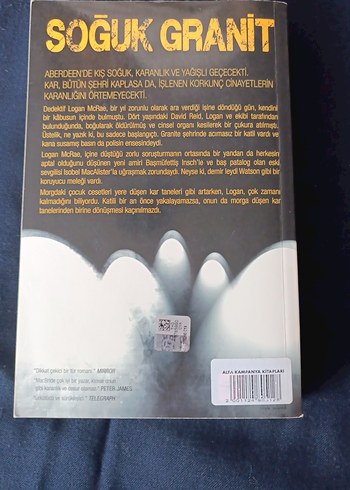 SOĞUK GRANİT
ABERDEEN'DE KIŞ SOĞUK, KARANLIK VE YAĞIŞLI GEÇECEKTİ.
KAR, BÜTÜN ŞEHRİ KAPLASA DA, İŞLENEN KORKUNÇ CİNAYETLERİN
KARANLIĞINI ÖRTEMEYECEKTİ.
Dedektif Logan McRae, bir yıl zorunlu olarak ara verdiği işine döndüğü gün, kendini
bir kâbusun içinde bulmuştu. Dört yaşındaki David Reid, Logan ve ekibi tarafından
bulunduğunda, boğularak öldürülmüş ve cinsel organı kesilerek bir çukura atılmıştı.
Üstelik, ne yazık ki, bu sadece başlangıçtı. Granite şehrinde acımasız bir katil vardı ve
kana susamış basın da polisin ensesindeydi.
Logan McRae, içine düştüğü zorlu soruşturmanın ortasında bir yandan da herkesin
aptal olduğunu düşünen yeni amiri Başmüfettiş Insch'le ve baş patolog olan eski
sevgilisi Isobel MacAlister'la uğraşmak zorundaydı. Neyse ki, demir leydi Watson gibi bir
koruyucu meleği vardı.
Morgdaki çocuk cesetleri yere düşen kar taneleri gibi artarken, Logan, çok zamanı
kalmadığını biliyordu. Katili bir an önce yakalayamazsa, onun da morga düşen kar
tanelerinden birine dönüşmesi kaçınılmazdı.
"Dikkat çekici bir tür romanı." MIRROR
PETER JAMES
TELEGRAPH
ALFA KAMPANYA KİTAPLARI